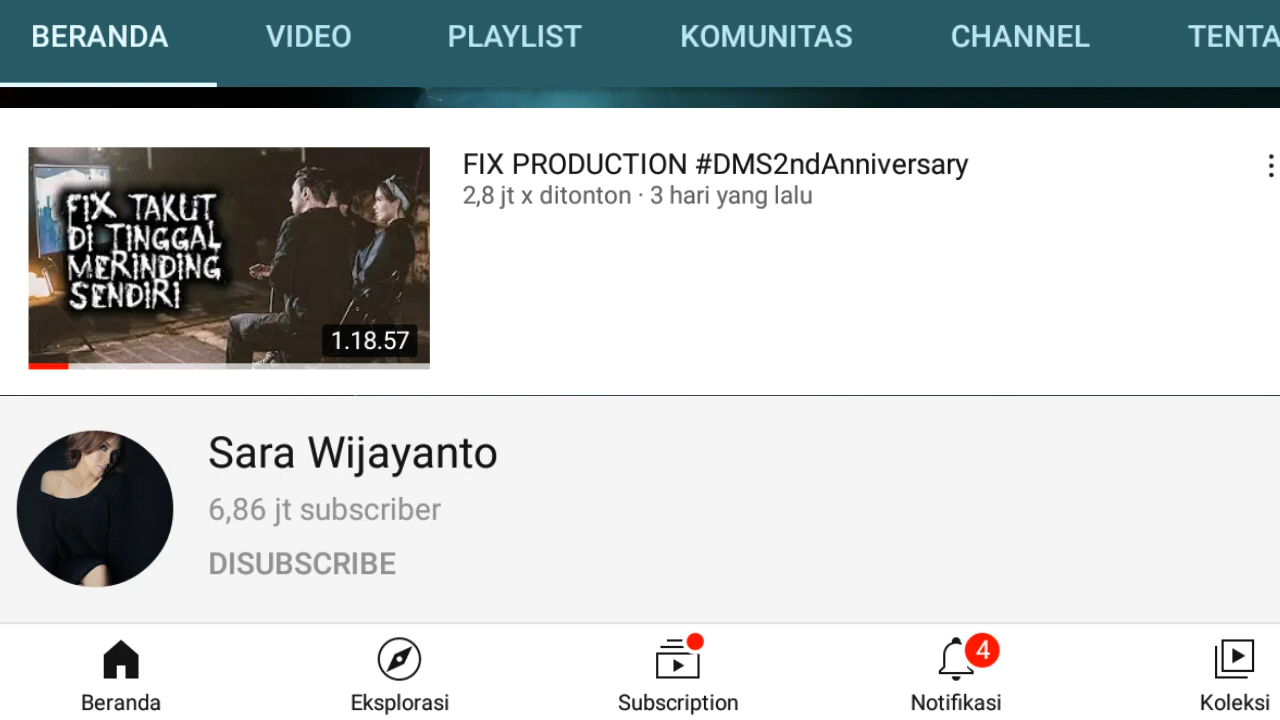 BERANDA VIDEO PLAYLIST KOMUNITAS CHANNEL TENTA
FIX PRODUCTION #DMS2ndAnniversary
2,8 jt x ditonton · 3 hari yang lalu
FIX TAKUT
DI TINGGAL
MERINDING
SENDIRI
1.18.57
Sara Wijayanto
6,86 jt subscriber
DISUBSCRIBE
4
Beranda Eksplorasi Subscription Notifikasi Koleksi